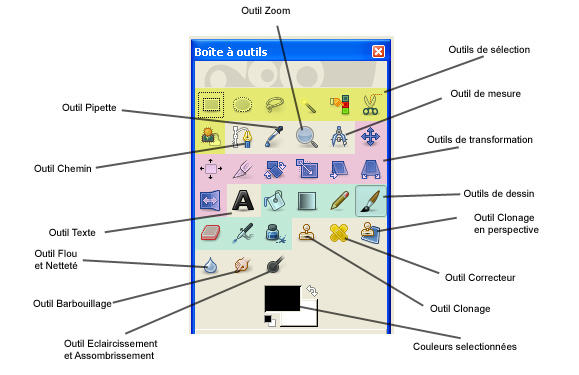 Outil Zoom
Boîte à outils
Outils de sélection
Outil de mesure
Outil Pipette
Outils de transformation
Outil Chemin
Outils de dessin
A
Outil Clonage
en perspective
Outil Texte
Outil Flou
et Netteté
Outil Correcteur
Outil Barbouillage
Outil Clonage
Outil Eclaircissement
et Assombrissement
Couleurs selectionnées